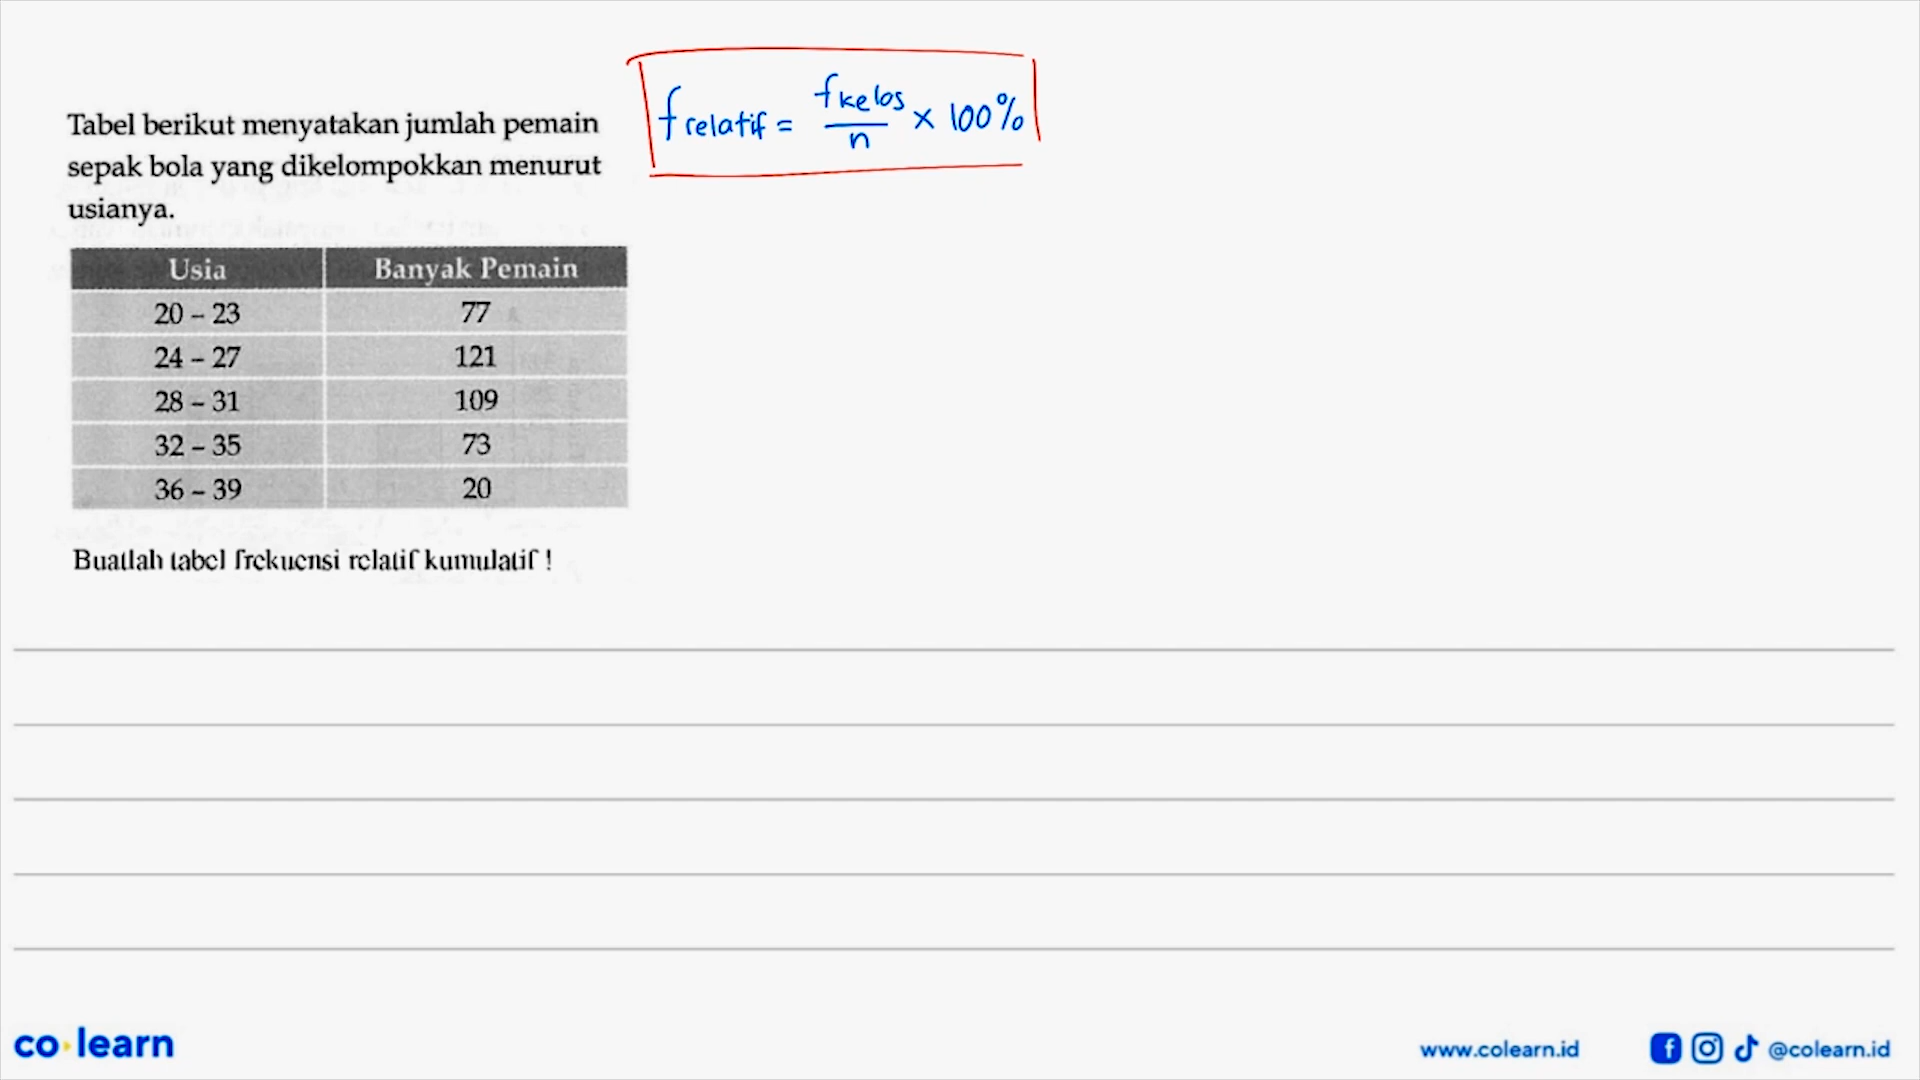 Tabel berikut menyatakan jumlah pemain
sepak bola yang dikelompokkan menurut
usianya.
f relatif = f kelas / n × 100%
Usia Banyak Pemain
20 – 23 77
24 – 27 121
28 – 31 109
32 – 35 73
36 – 39 20
Buatlah tabel frekuensi relatif kumulatif !
co learn
www.colearn.id
@colearn.id